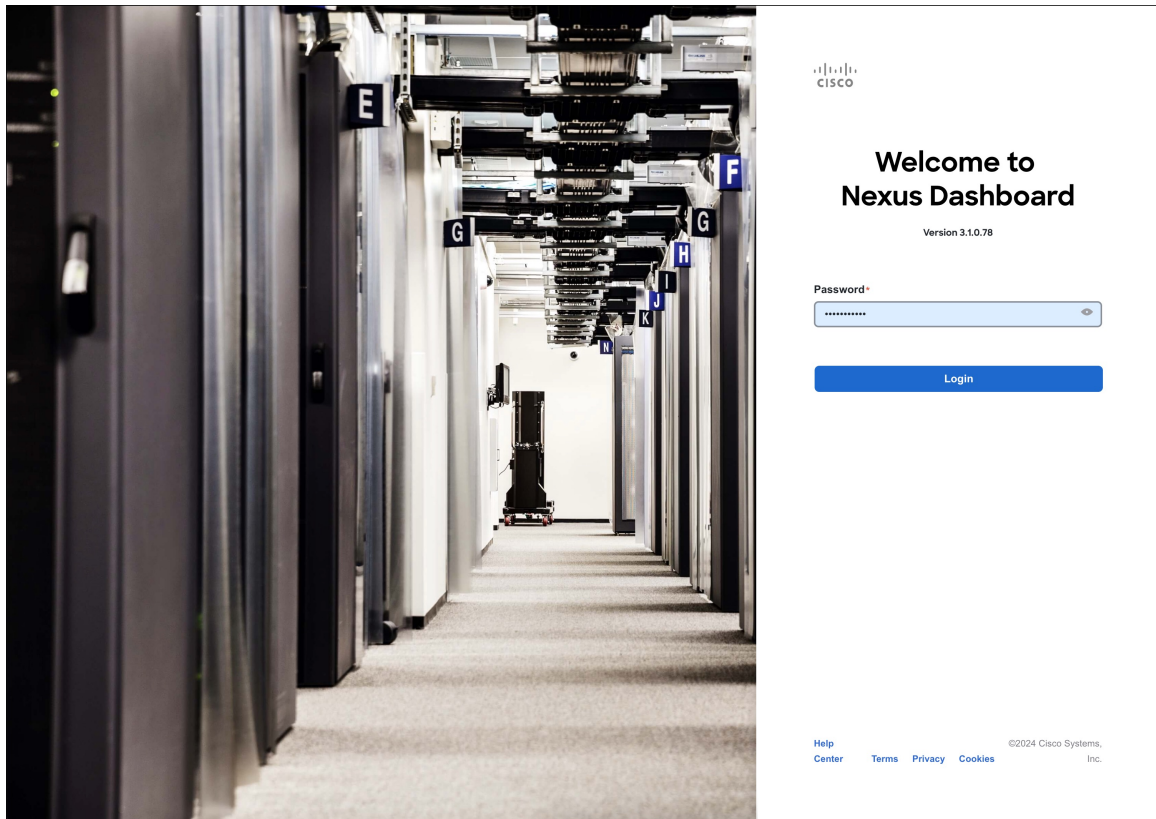 E
F
G
G
H
I
J
K
N
CISCO
Welcome to
Nexus Dashboard
Version 3.1.0.78
Password*
•••••••••••
Login
Help
Center
Terms
Privacy
Cookies
©2024 Cisco Systems,
Inc.